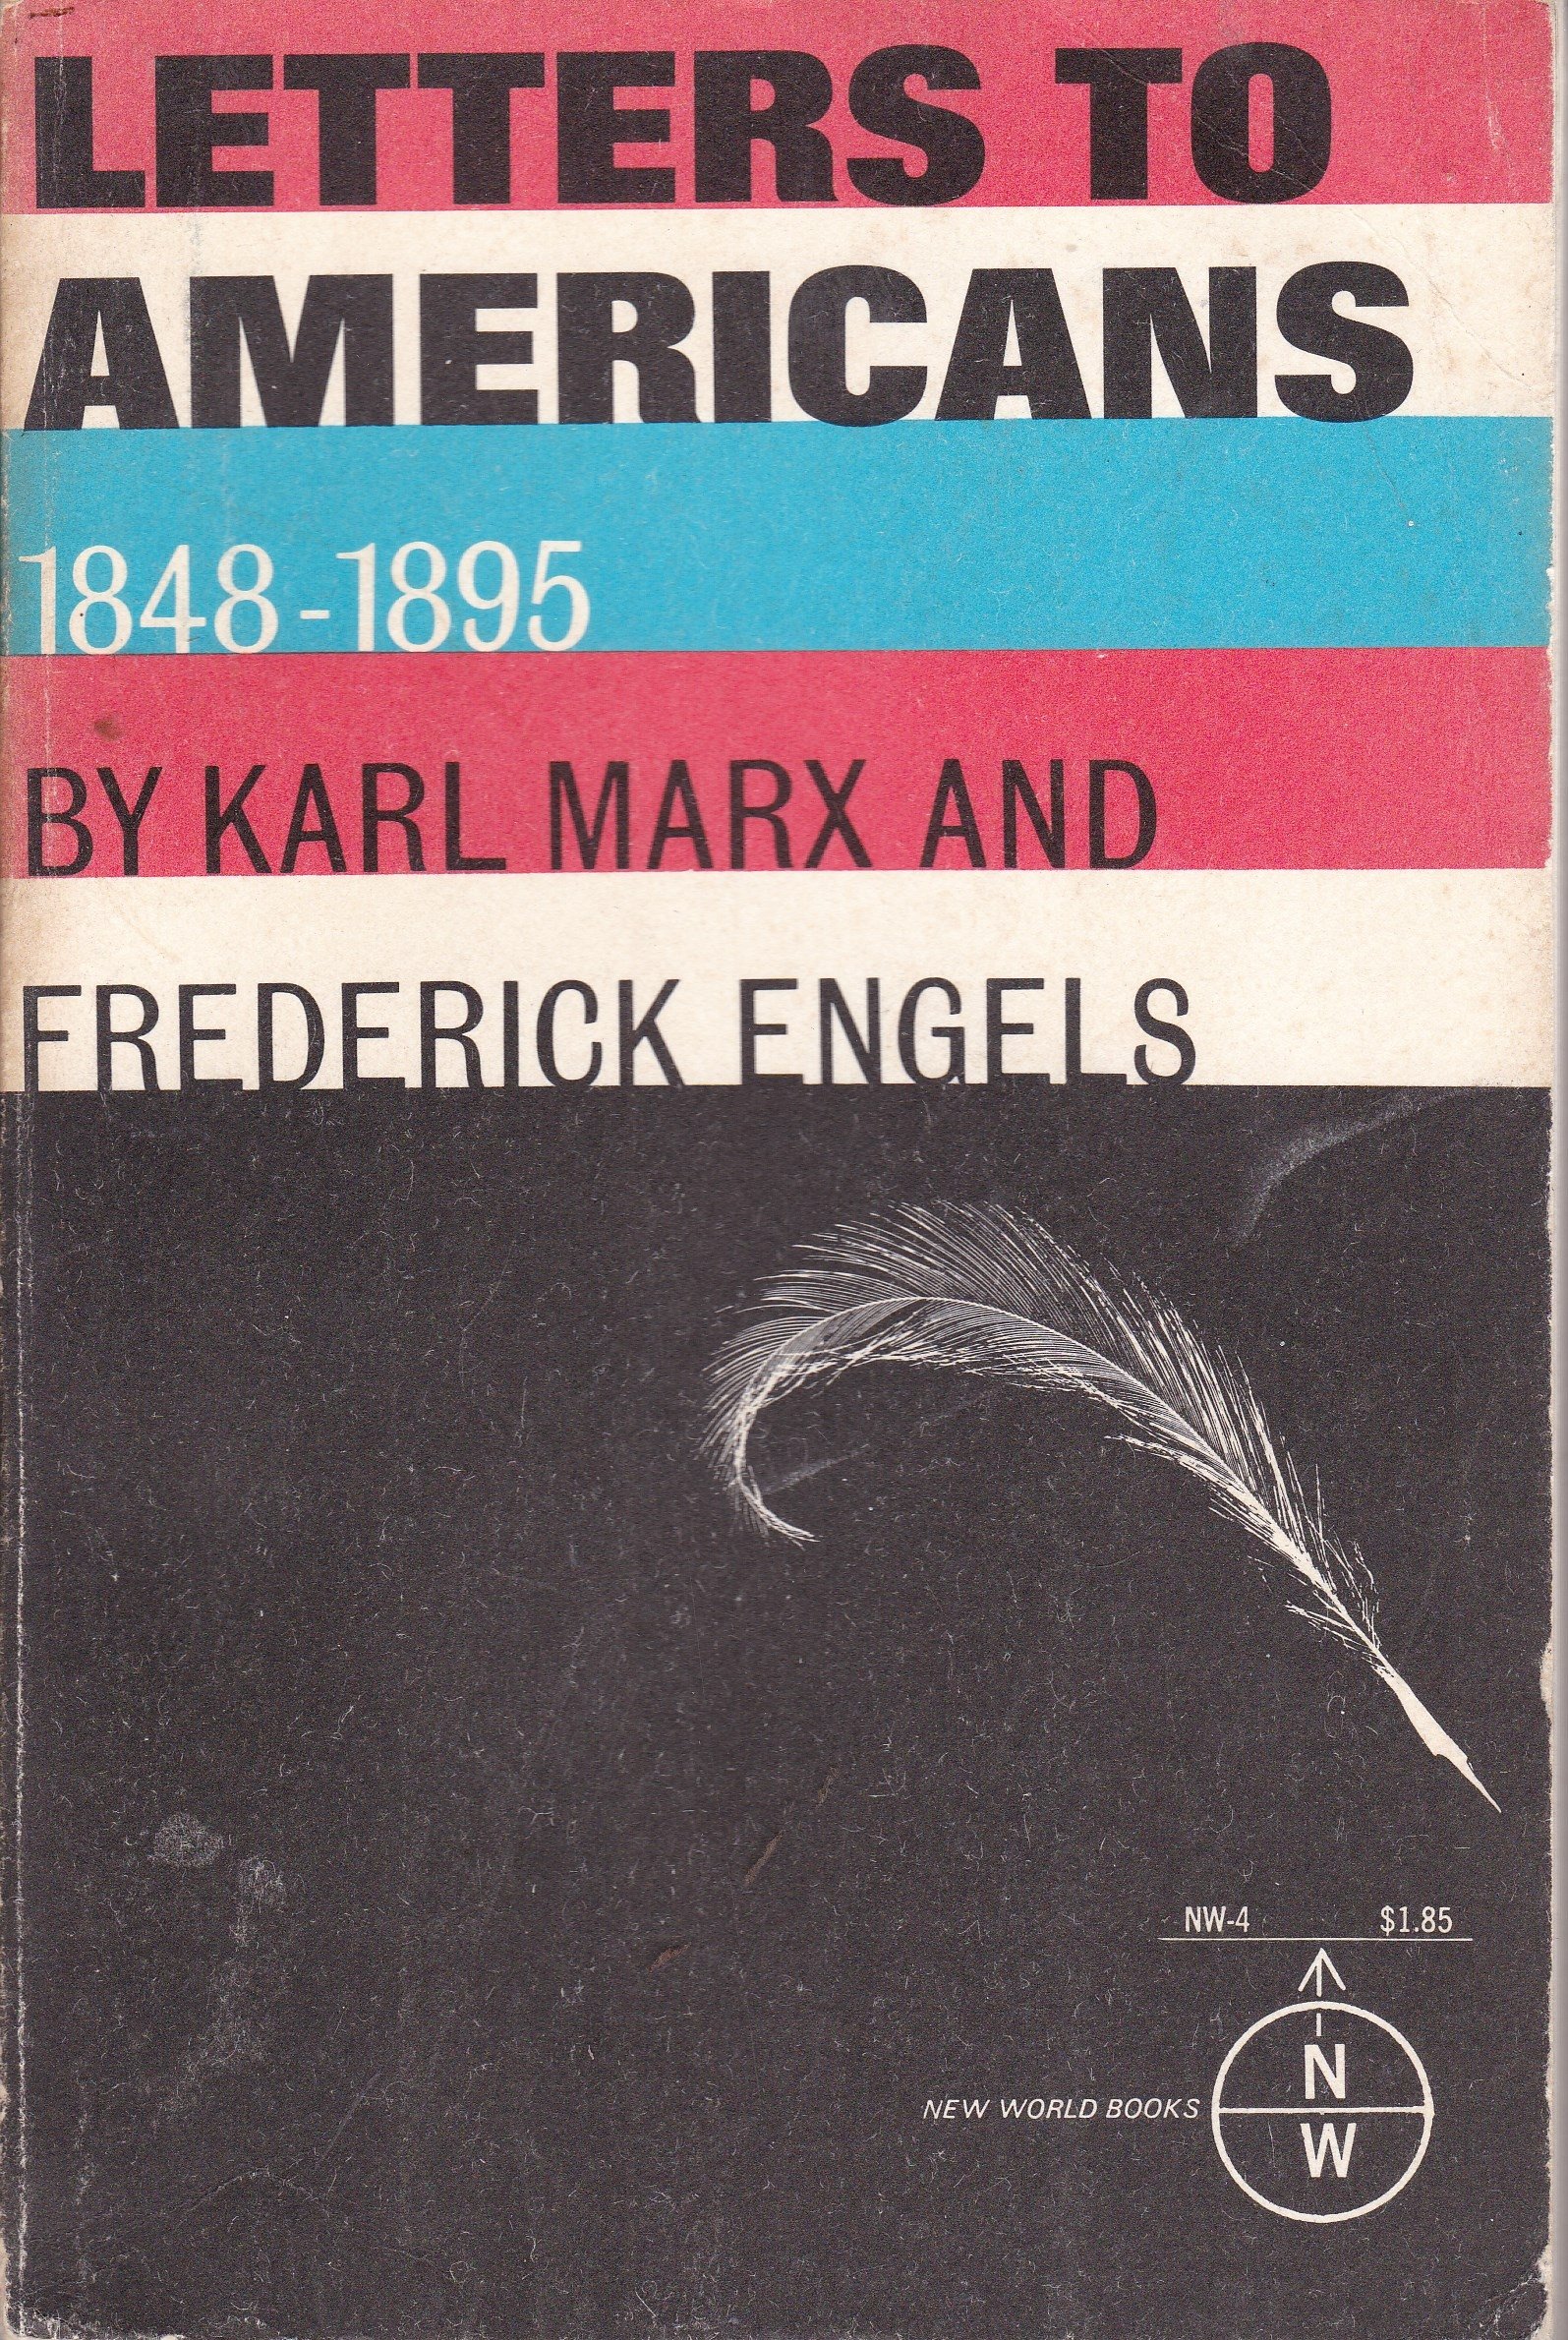 LETTERS TO
AMERICANS
1848-1895
BY KARL MARX AND
FREDERICK ENGELS
NW-4 $1.85
NEW WORLD BOOKS
N
W